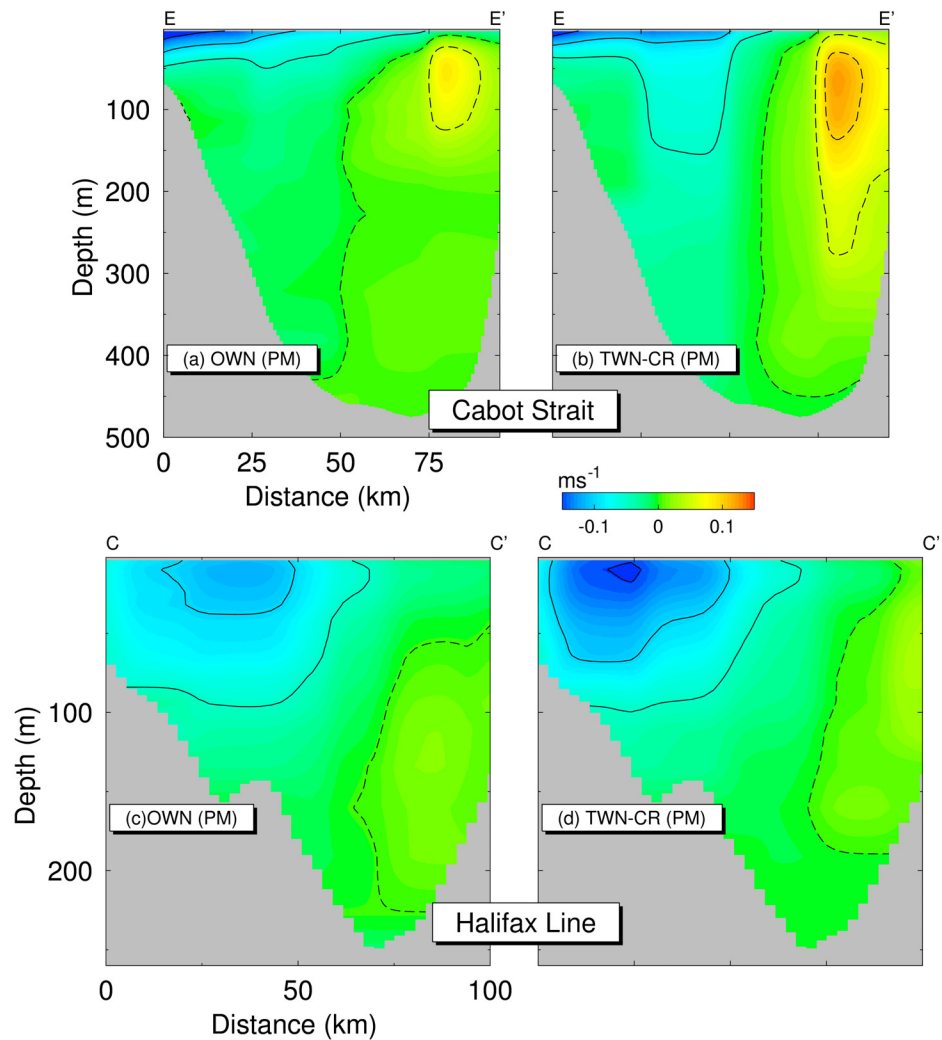 E E' E E'
100
200
300
400
500
Depth (m)
(a) OWN (PM)
(b) TWN-CR (PM)
Cabot Strait
0 25 50 75
Distance (km)
ms-1
-0.1 0 0.1
C C' C C'
100
200
Depth (m)
(c)OWN (PM)
(d) TWN-CR (PM)
Halifax Line
0 50 100
Distance (km)